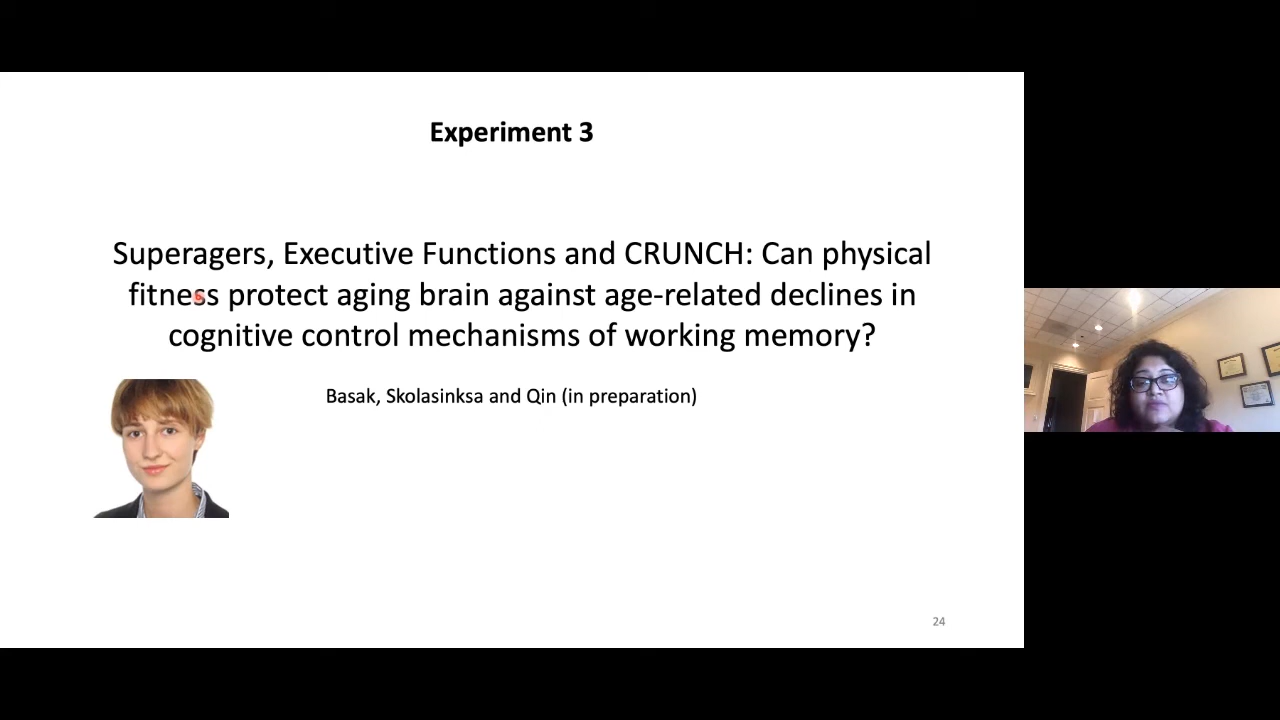 Experiment 3
Superagers, Executive Functions and CRUNCH: Can physical
fitness protect aging brain against age-related declines in
cognitive control mechanisms of working memory?
Basak, Skolasinksa and Qin (in preparation)
24